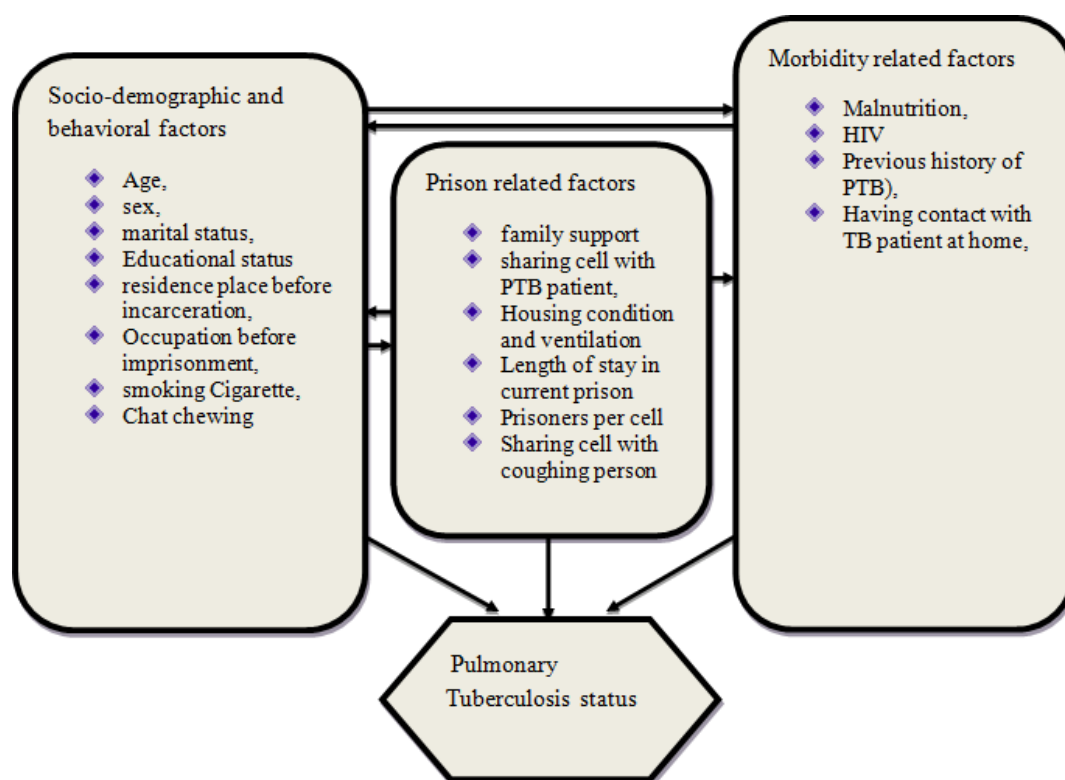 Socio-demographic and
behavioral factors
Age,
sex,
marital status,
Educational status
residence place before
incarceration,
Occupation before
imprisonment,
smoking Cigarette,
Chat chewing
Prison related factors
family support
sharing cell with
PTB patient,
Housing condition
and ventilation
Length of stay in
current prison
Prisoners per cell
Sharing cell with
coughing person
Morbidity related factors
Malnutrition,
HIV
Previous history of
PTB),
Having contact with
TB patient at home,
Pulmonary
Tuberculosis status